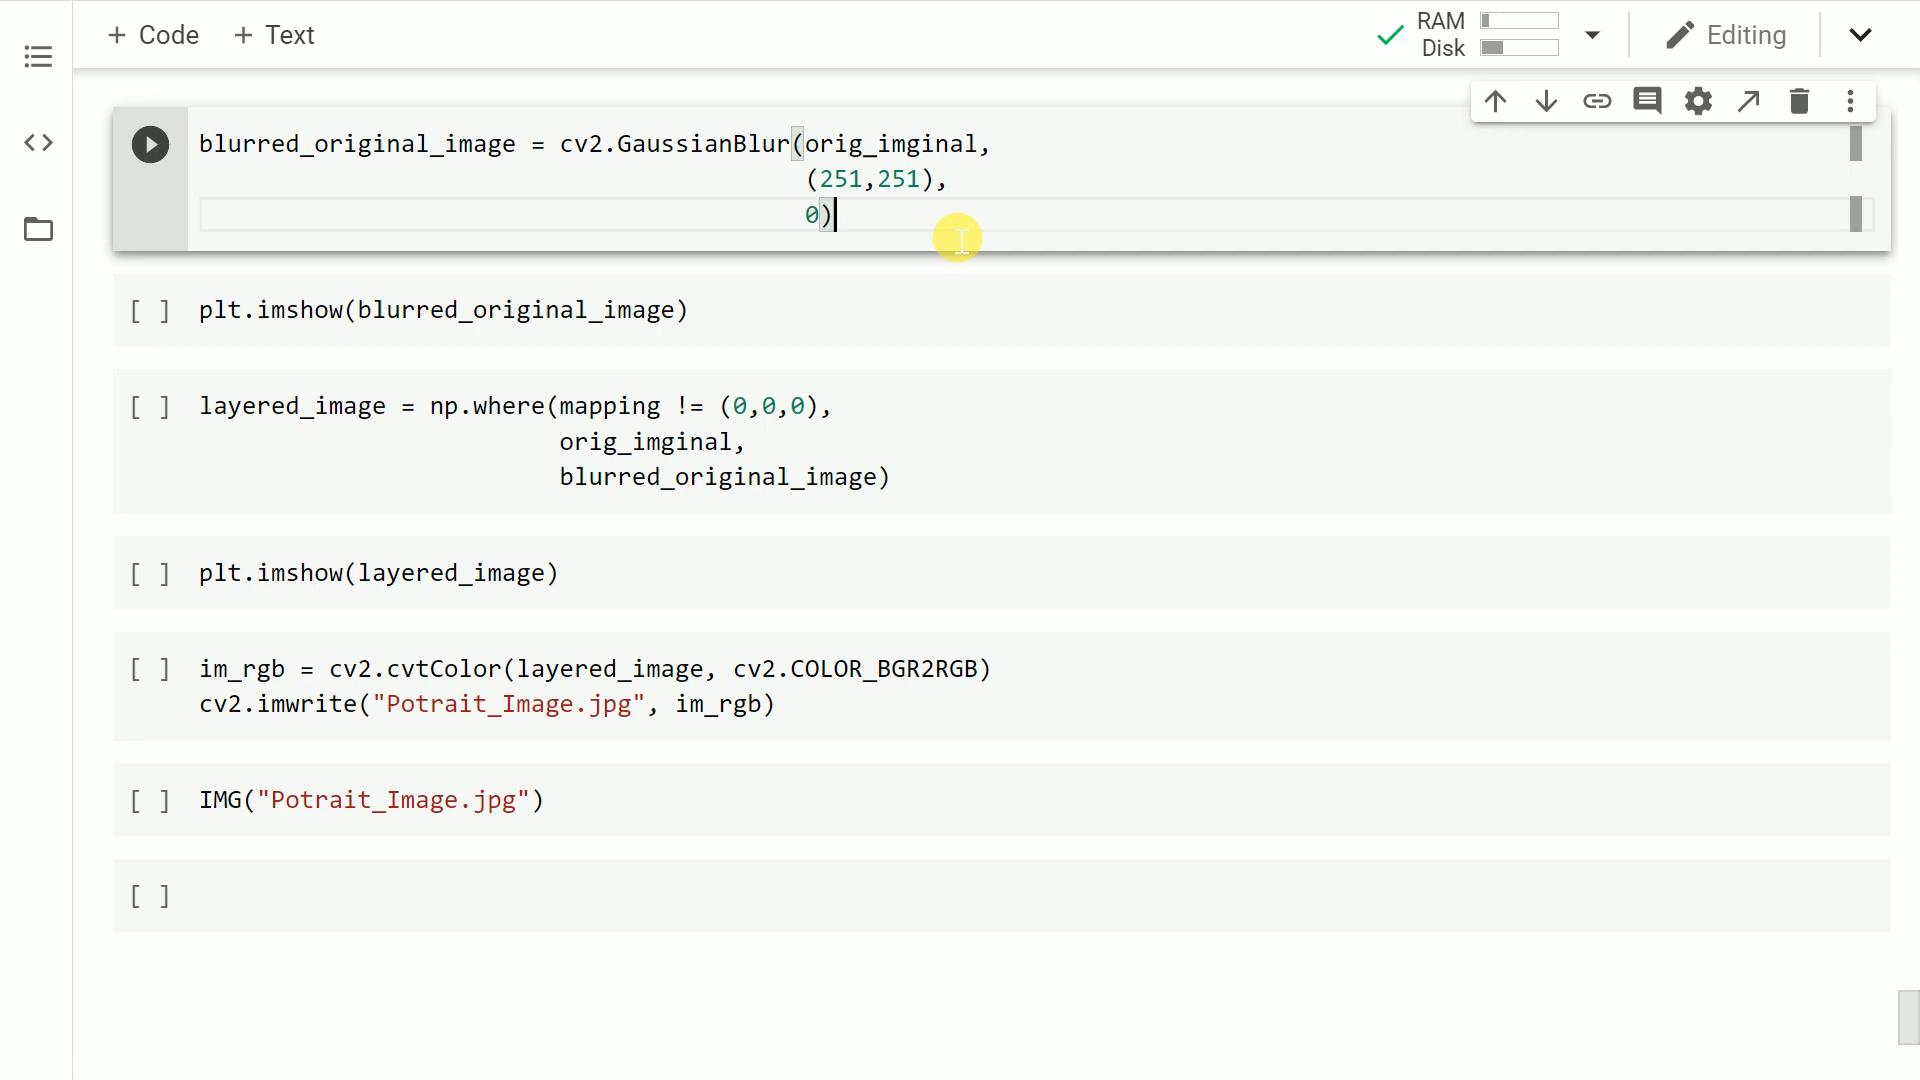 + Code + Text
RAM
Disk
Editing
blurred_original_image = cv2.GaussianBlur(orig_imginal,
(251,251),
0)
[ ] plt.imshow(blurred_original_image)
[ ] layered_image = np.where(mapping != (0,0,0),
orig_imginal,
blurred_original_image)
[ ] plt.imshow(layered_image)
[ ] im_rgb = cv2.cvtColor(layered_image, cv2.COLOR_BGR2RGB)
cv2.imwrite("Potrait_Image.jpg", im_rgb)
[ ] IMG("Potrait_Image.jpg")
[ ]